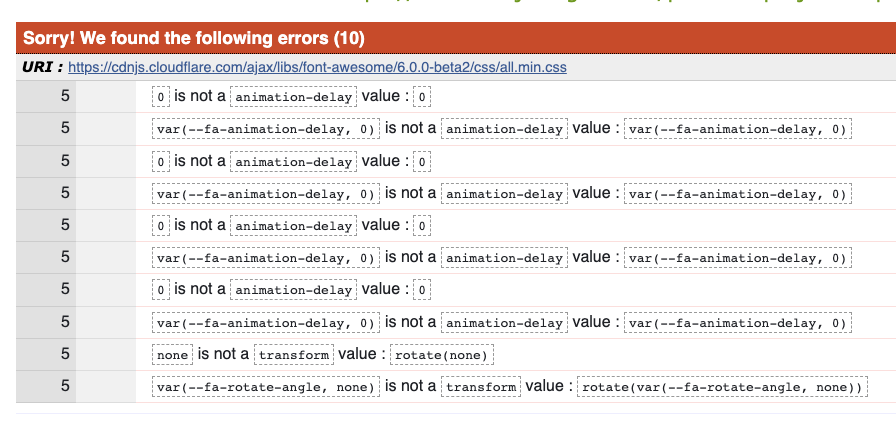 Sorry! We found the following errors (10)
URI : https://cdnjs.cloudflare.com/ajax/libs/font-awesome/6.0.0-beta2/css/all.min.css
5 0 is not a animation-delay value : 0
5 var(--fa-animation-delay, 0) is not a animation-delay value : var(--fa-animation-delay, 0)
5 0 is not a animation-delay value : 0
5 var(--fa-animation-delay, 0) is not a animation-delay value : var(--fa-animation-delay, 0)
5 0 is not a animation-delay value : 0
5 var(--fa-animation-delay, 0) is not a animation-delay value : var(--fa-animation-delay, 0)
5 0 is not a animation-delay value : 0
5 var(--fa-animation-delay, 0) is not a animation-delay value : var(--fa-animation-delay, 0)
5 none is not a transform value : rotate(none)
5 var(--fa-rotate-angle, none) is not a transform value : rotate(var(--fa-rotate-angle, none))